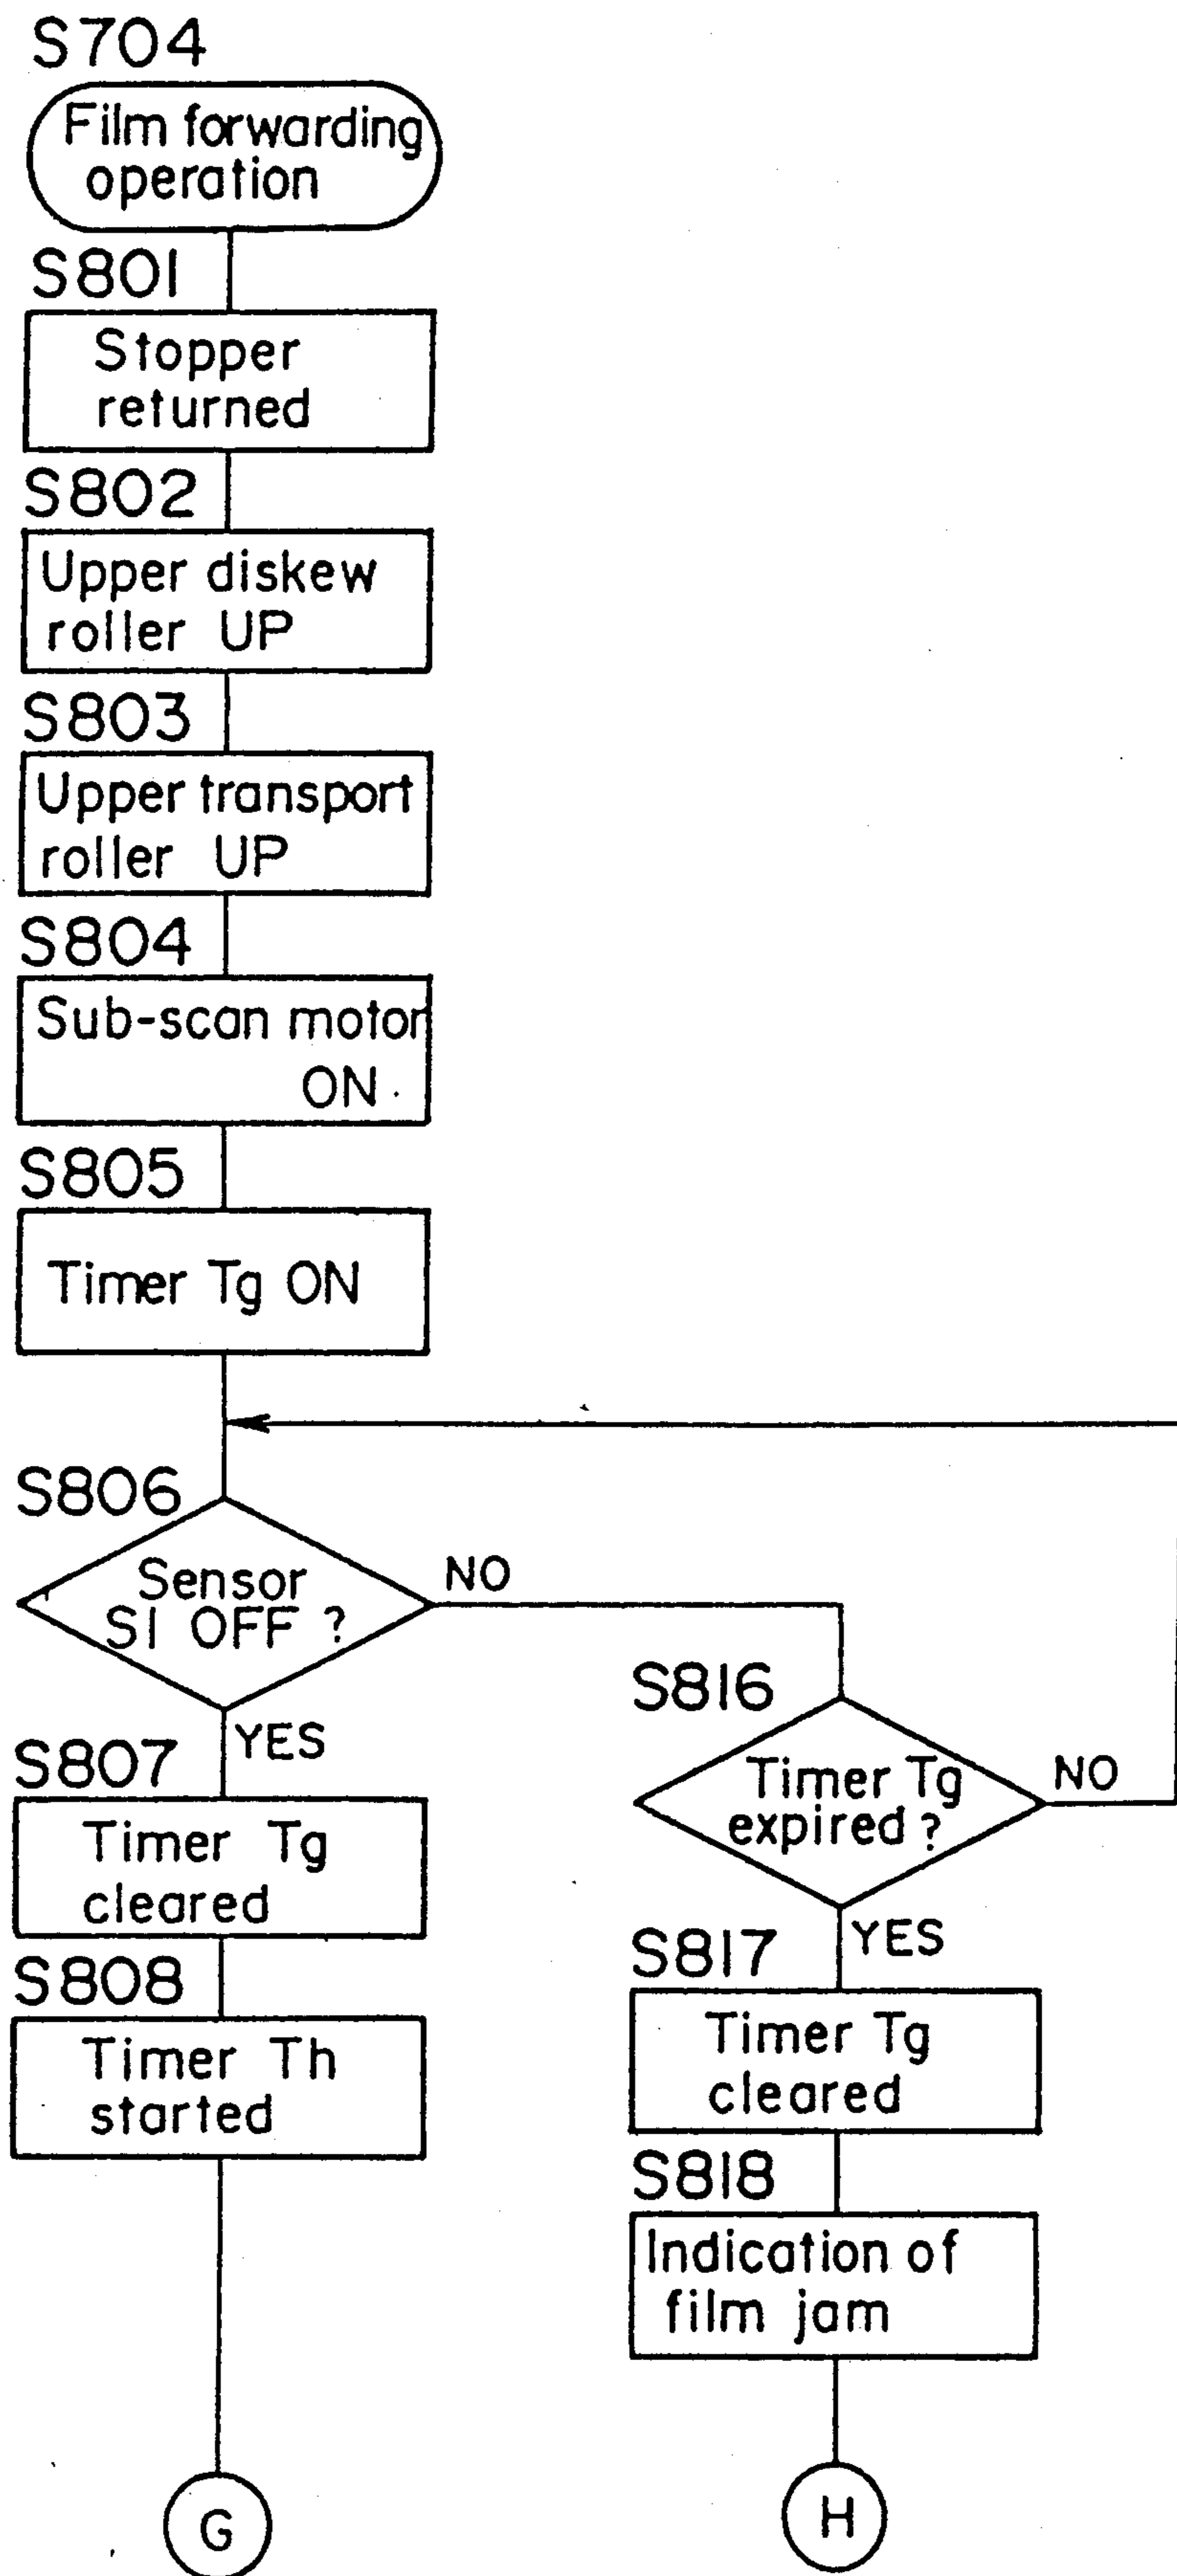 S704
Film forwarding
operation
S801
Stopper
returned
S802
Upper diskew
roller UP
S803
Upper transport
roller UP
S804
Sub-scan motor
ON
S805
Timer Tg ON
S806
Sensor
S1 OFF ?
NO
YES
S807
Timer Tg
cleared
S808
Timer Th
started
G
S816
Timer Tg
expired ?
NO
YES
S817
Timer Tg
cleared
S818
Indication of
film jam
H